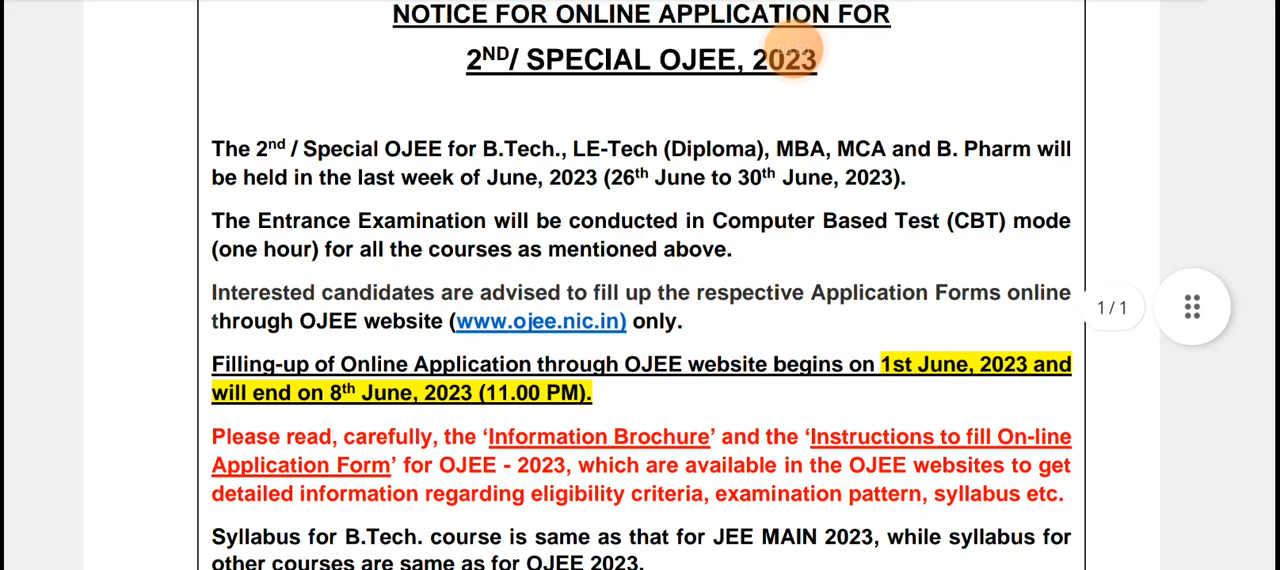 NOTICE FOR ONLINE APPLICATION FOR
2ND/ SPECIAL OJEE, 2023
The 2nd / Special OJEE for B.Tech., LE-Tech (Diploma), MBA, MCA and B. Pharm will
be held in the last week of June, 2023 (26th June to 30th June, 2023).
The Entrance Examination will be conducted in Computer Based Test (CBT) mode
(one hour) for all the courses as mentioned above.
Interested candidates are advised to fill up the respective Application Forms online
through OJEE website (www.ojee.nic.in) only.
1 / 1
Filling-up of Online Application through OJEE website begins on 1st June, 2023 and
will end on 8th June, 2023 (11.00 PM).
Please read, carefully, the ‘Information Brochure’ and the ‘Instructions to fill On-line
Application Form’ for OJEE - 2023, which are available in the OJEE websites to get
detailed information regarding eligibility criteria, examination pattern, syllabus etc.
Syllabus for B.Tech. course is same as that for JEE MAIN 2023, while syllabus for
other courses are same as for OJEE 2023.